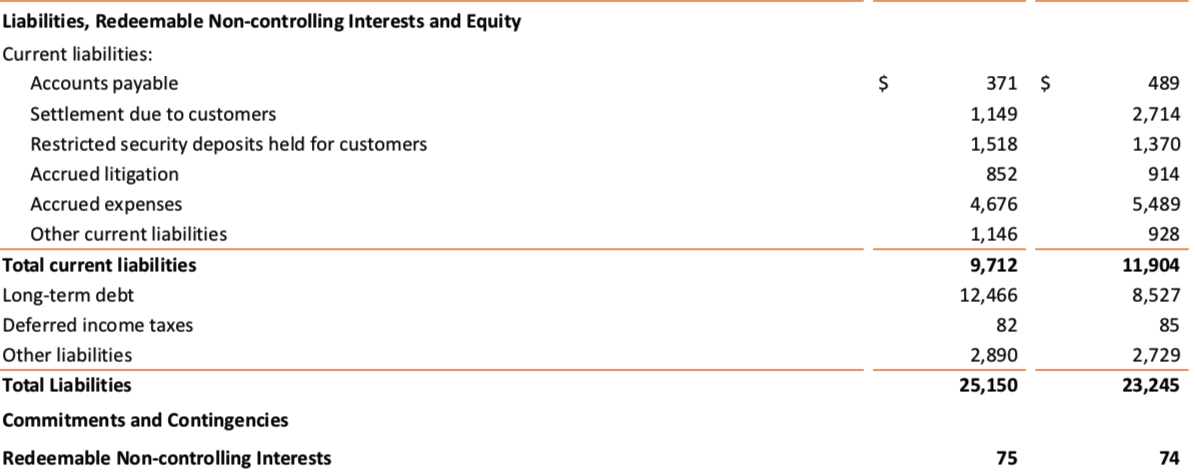 Liabilities, Redeemable Non-controlling Interests and Equity
Current liabilities:
Accounts payable $ 371 $ 489
Settlement due to customers 1,149 2,714
Restricted security deposits held for customers 1,518 1,370
Accrued litigation 852 914
Accrued expenses 4,676 5,489
Other current liabilities 1,146 928
Total current liabilities 9,712 11,904
Long-term debt 12,466 8,527
Deferred income taxes 82 85
Other liabilities 2,890 2,729
Total Liabilities 25,150 23,245
Commitments and Contingencies
Redeemable Non-controlling Interests 75 74